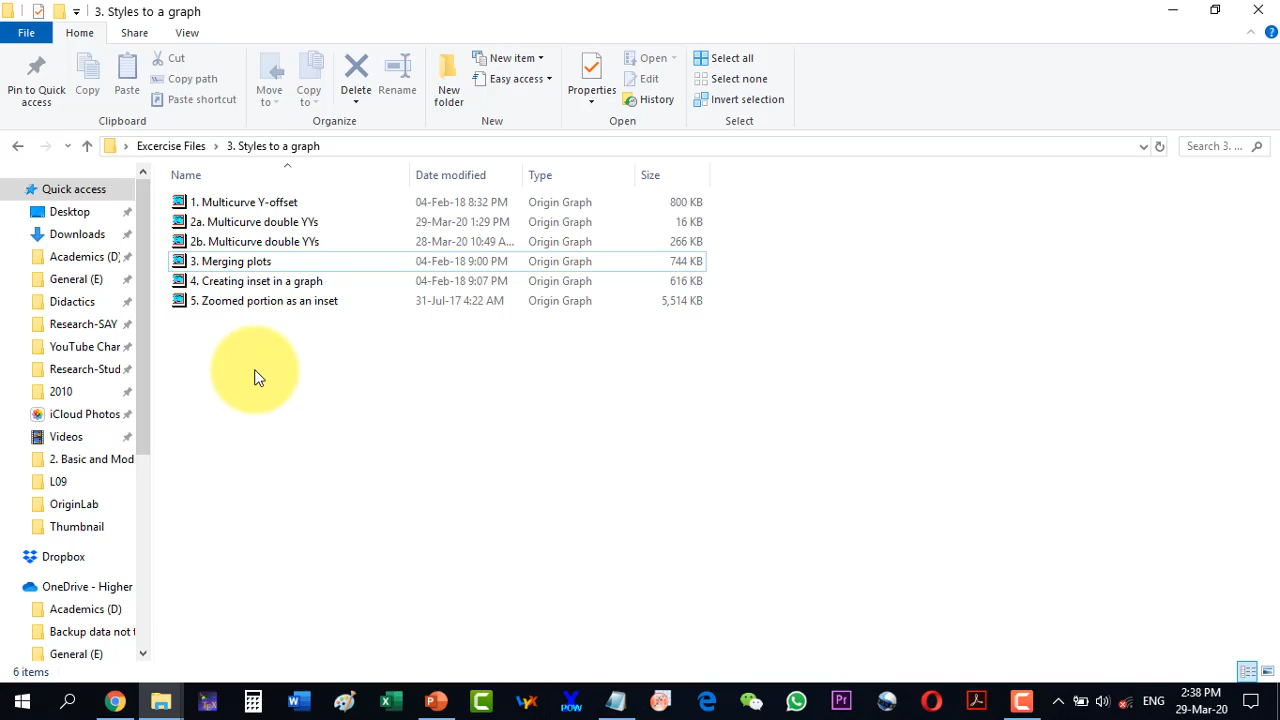 3. Styles to a graph
File
Home
Share
View
Pin to Quick access
Copy
Paste
Cut
Copy path
Paste shortcut
Clipboard
Move to
Copy to
Delete
Rename
Organize
New folder
New item
Easy access
New
Properties
Open
Edit
History
Open
Select all
Select none
Invert selection
Select
Excercise Files
3. Styles to a graph
Search 3. ...
Name
Date modified
Type
Size
1. Multicurve Y-offset 04-Feb-18 8:32 PM Origin Graph 800 KB
2a. Multicurve double YYs 29-Mar-20 1:29 PM Origin Graph 16 KB
2b. Multicurve double YYs 28-Mar-20 10:49 A... Origin Graph 266 KB
3. Merging plots 04-Feb-18 9:00 PM Origin Graph 744 KB
4. Creating inset in a graph 04-Feb-18 9:07 PM Origin Graph 616 KB
5. Zoomed portion as an inset 31-Jul-17 4:22 AM Origin Graph 5,514 KB
Quick access
Desktop
Downloads
Academics (D)
General (E)
Didactics
Research-SAY
YouTube Char
Research-Stud
2010
iCloud Photos
Videos
2. Basic and Mod
L09
OriginLab
Thumbnail
Dropbox
OneDrive - Higher
Academics (D)
Backup data not t
General (E)
6 items
ENG
2:38 PM
29-Mar-20